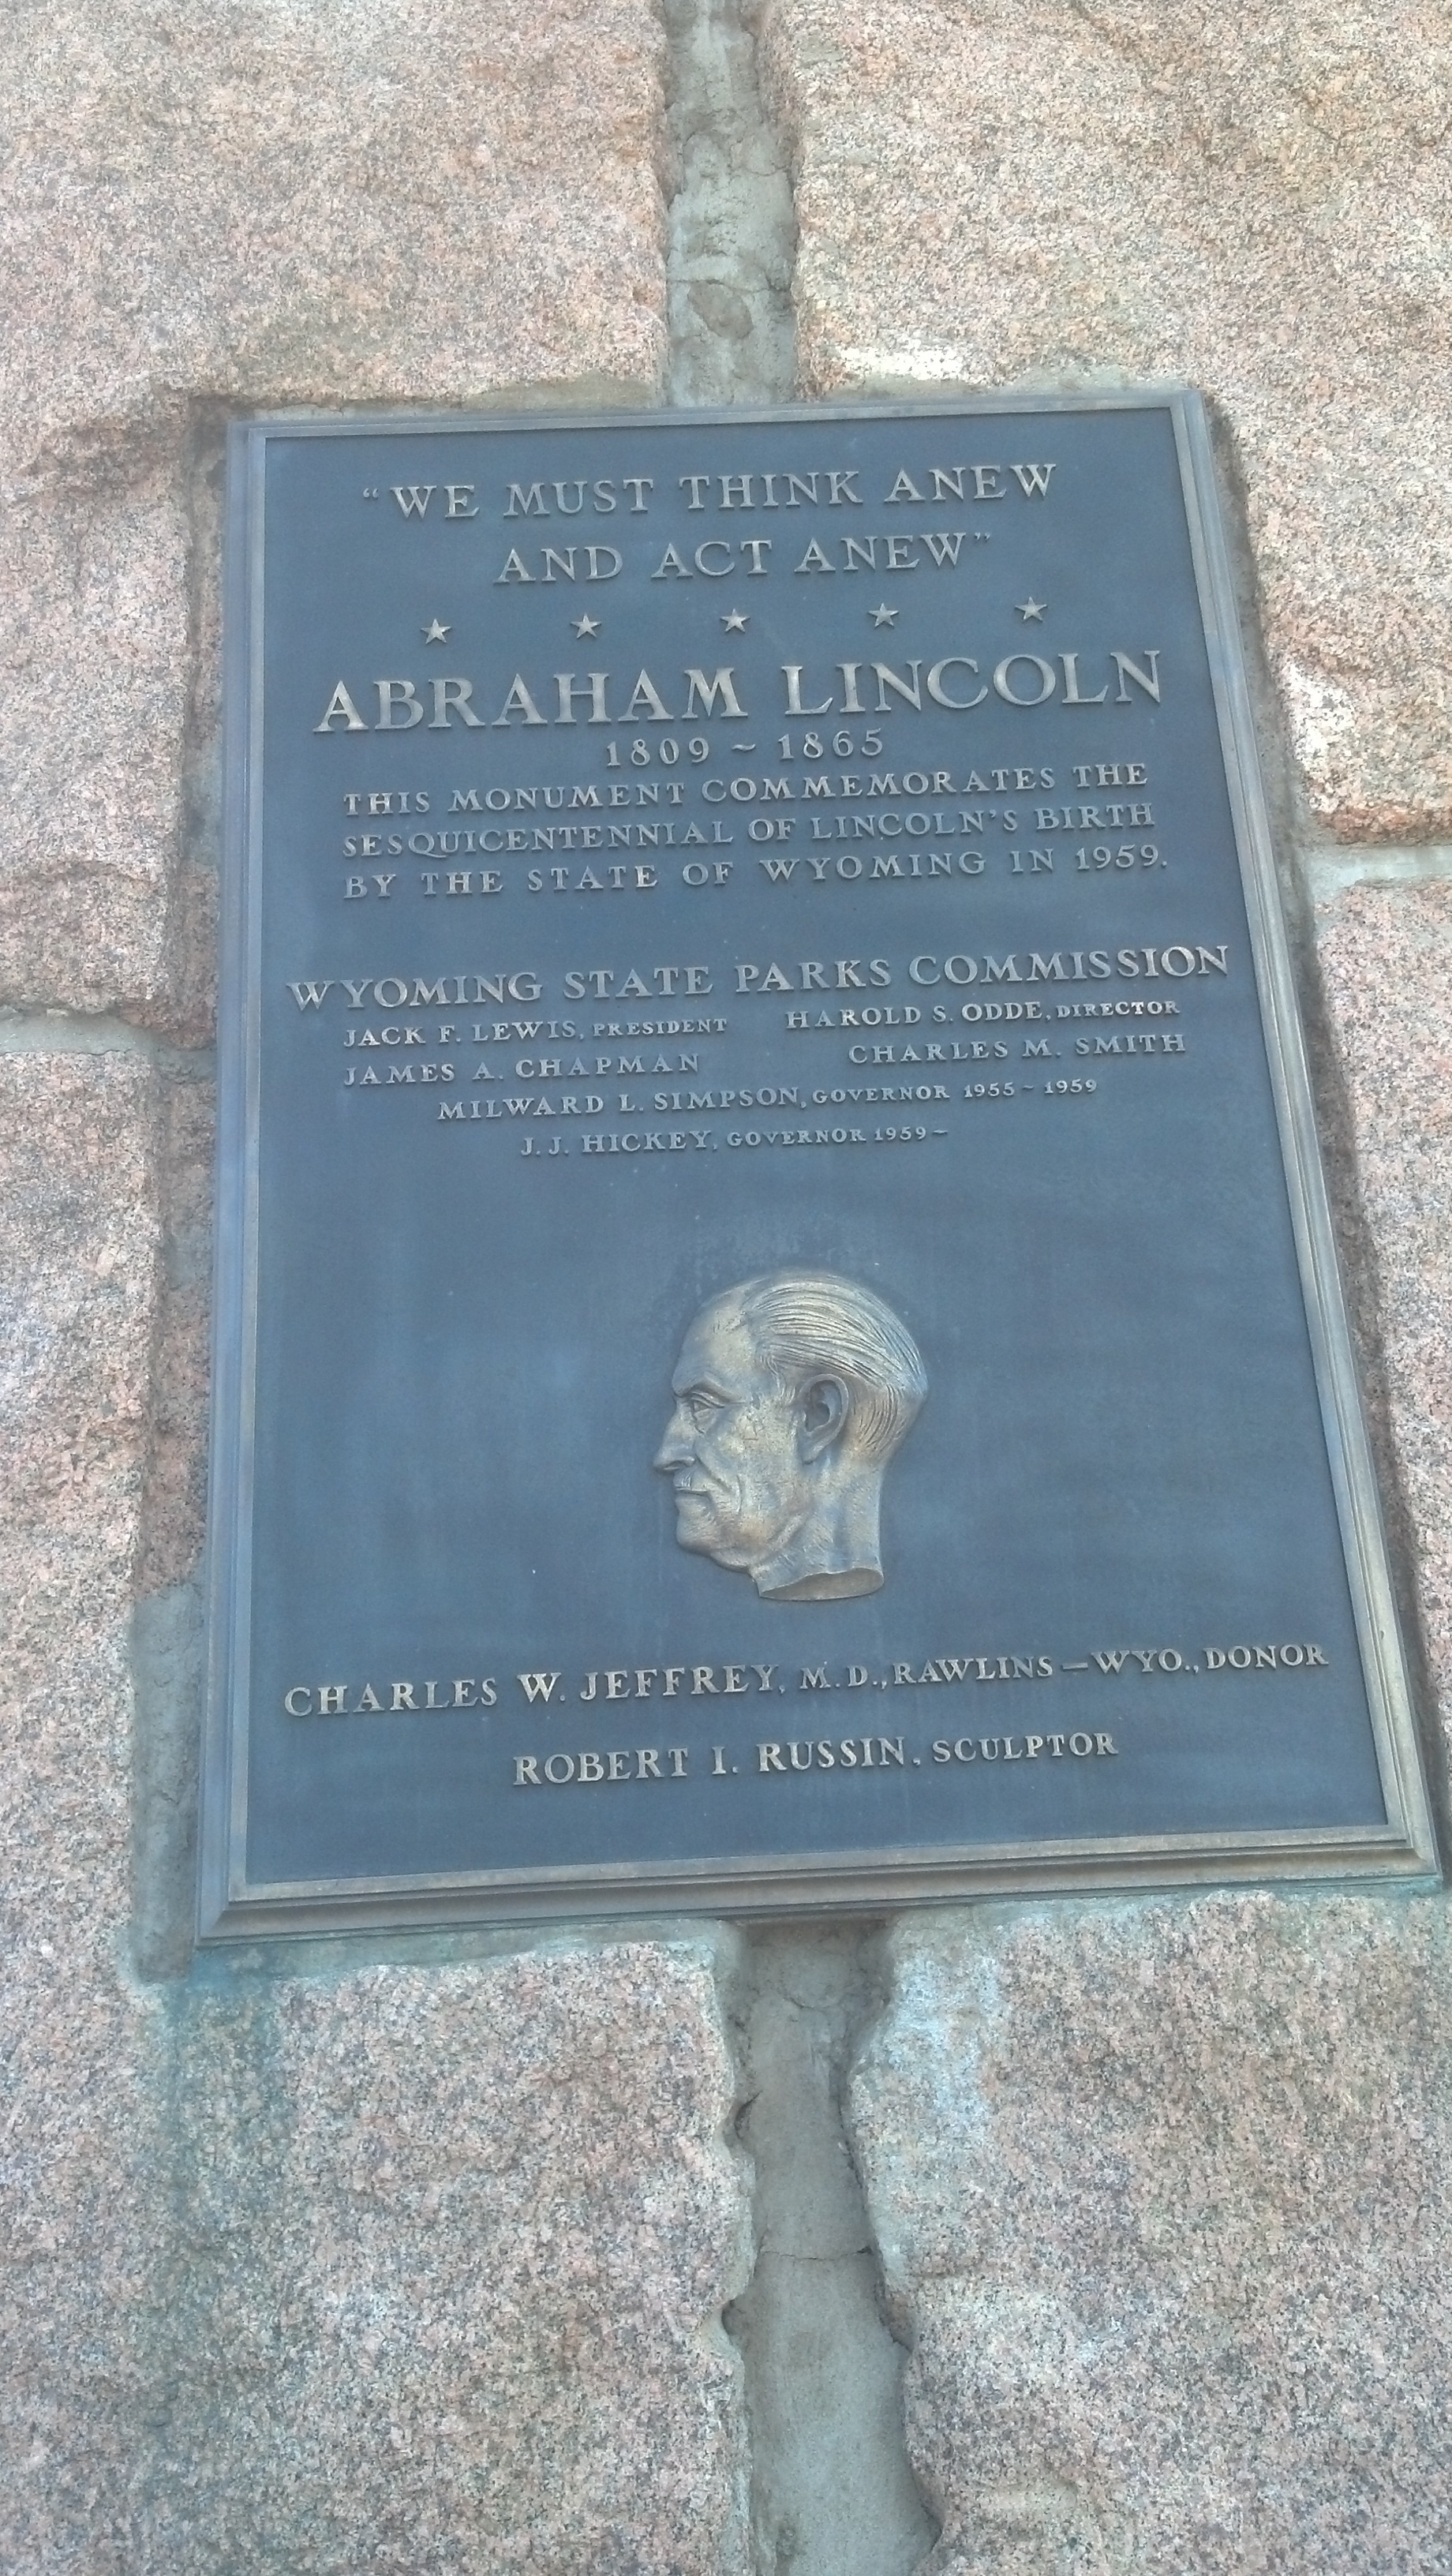 “WE MUST THINK ANEW
AND ACT ANEW”
ABRAHAM LINCOLN
1809 ~ 1865
THIS MONUMENT COMMEMORATES THE
SESQUICENTENNIAL OF LINCOLN'S BIRTH
BY THE STATE OF WYOMING IN 1959.
WYOMING STATE PARKS COMMISSION
JACK F. LEWIS, PRESIDENT HAROLD S. ODDE, DIRECTOR
JAMES A. CHAPMAN CHARLES M. SMITH
MILWARD L. SIMPSON, GOVERNOR 1955~1959
J. J. HICKEY, GOVERNOR 1959~
CHARLES W. JEFFREY, M.D., RAWLINS—WYO., DONOR
ROBERT I. RUSSIN, SCULPTOR